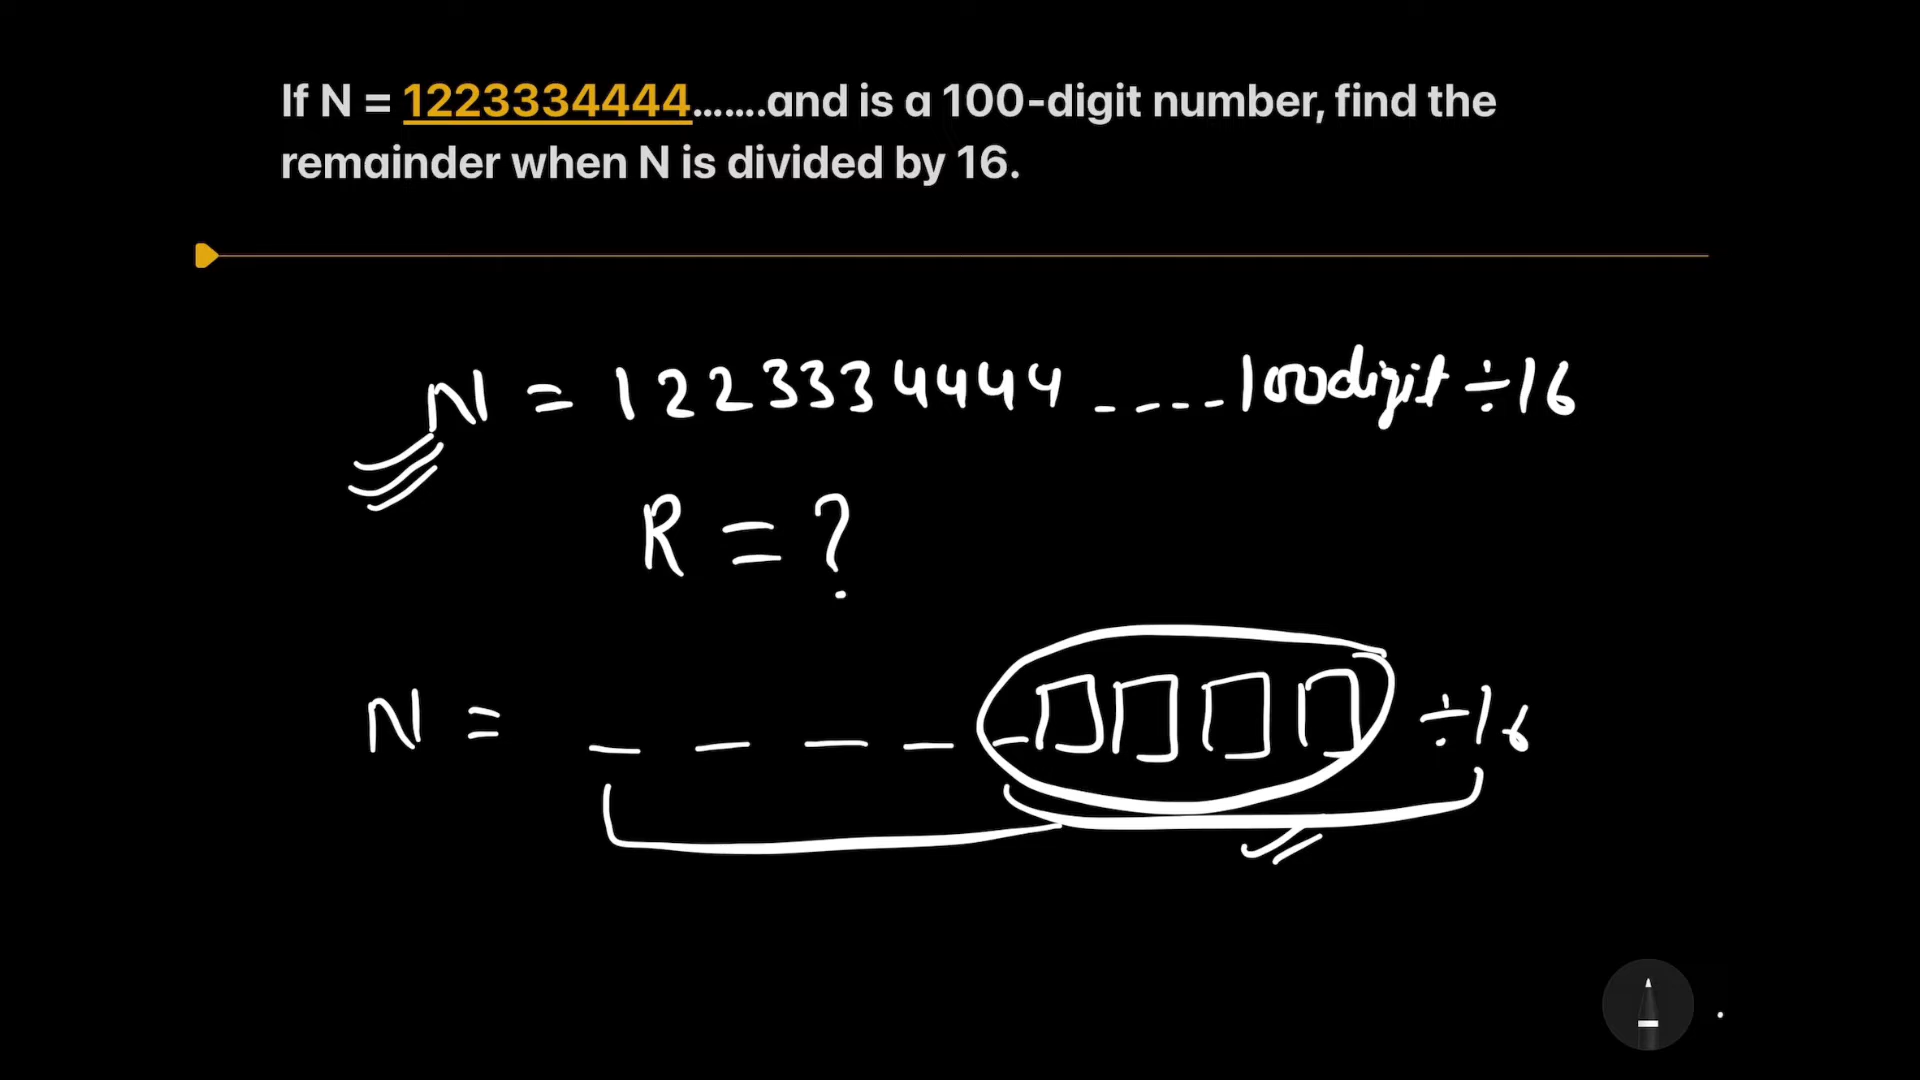 If N = 1223334444.......and is a 100-digit number, find the
remainder when N is divided by 16.
N = 1223334444 ---- 100digit ÷16
R = ?
N = _ _ _ _ _ □ □ □ □ ÷16